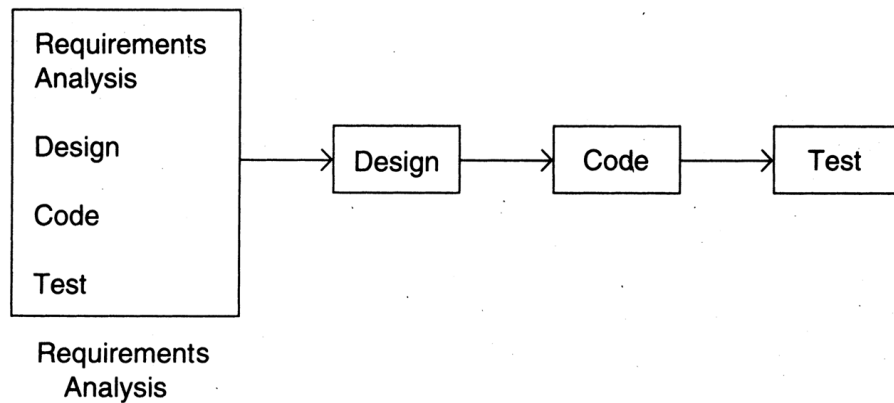 Requirements
Analysis
Design
Code
Test
Design
Code
Test
Requirements
Analysis